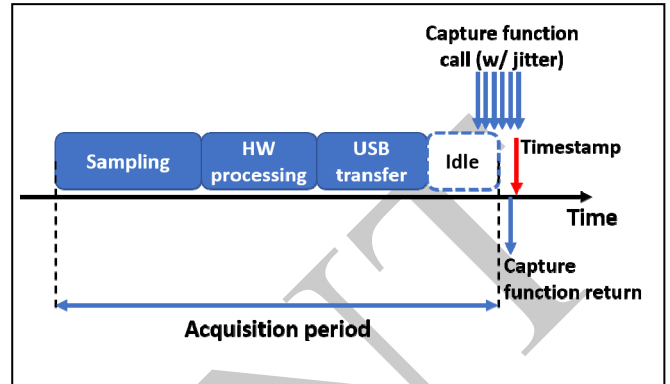 Capture function
call (w/ jitter)
Sampling
HW
processing
USB
transfer
Idle
Timestamp
Time
Capture
function return
Acquisition period